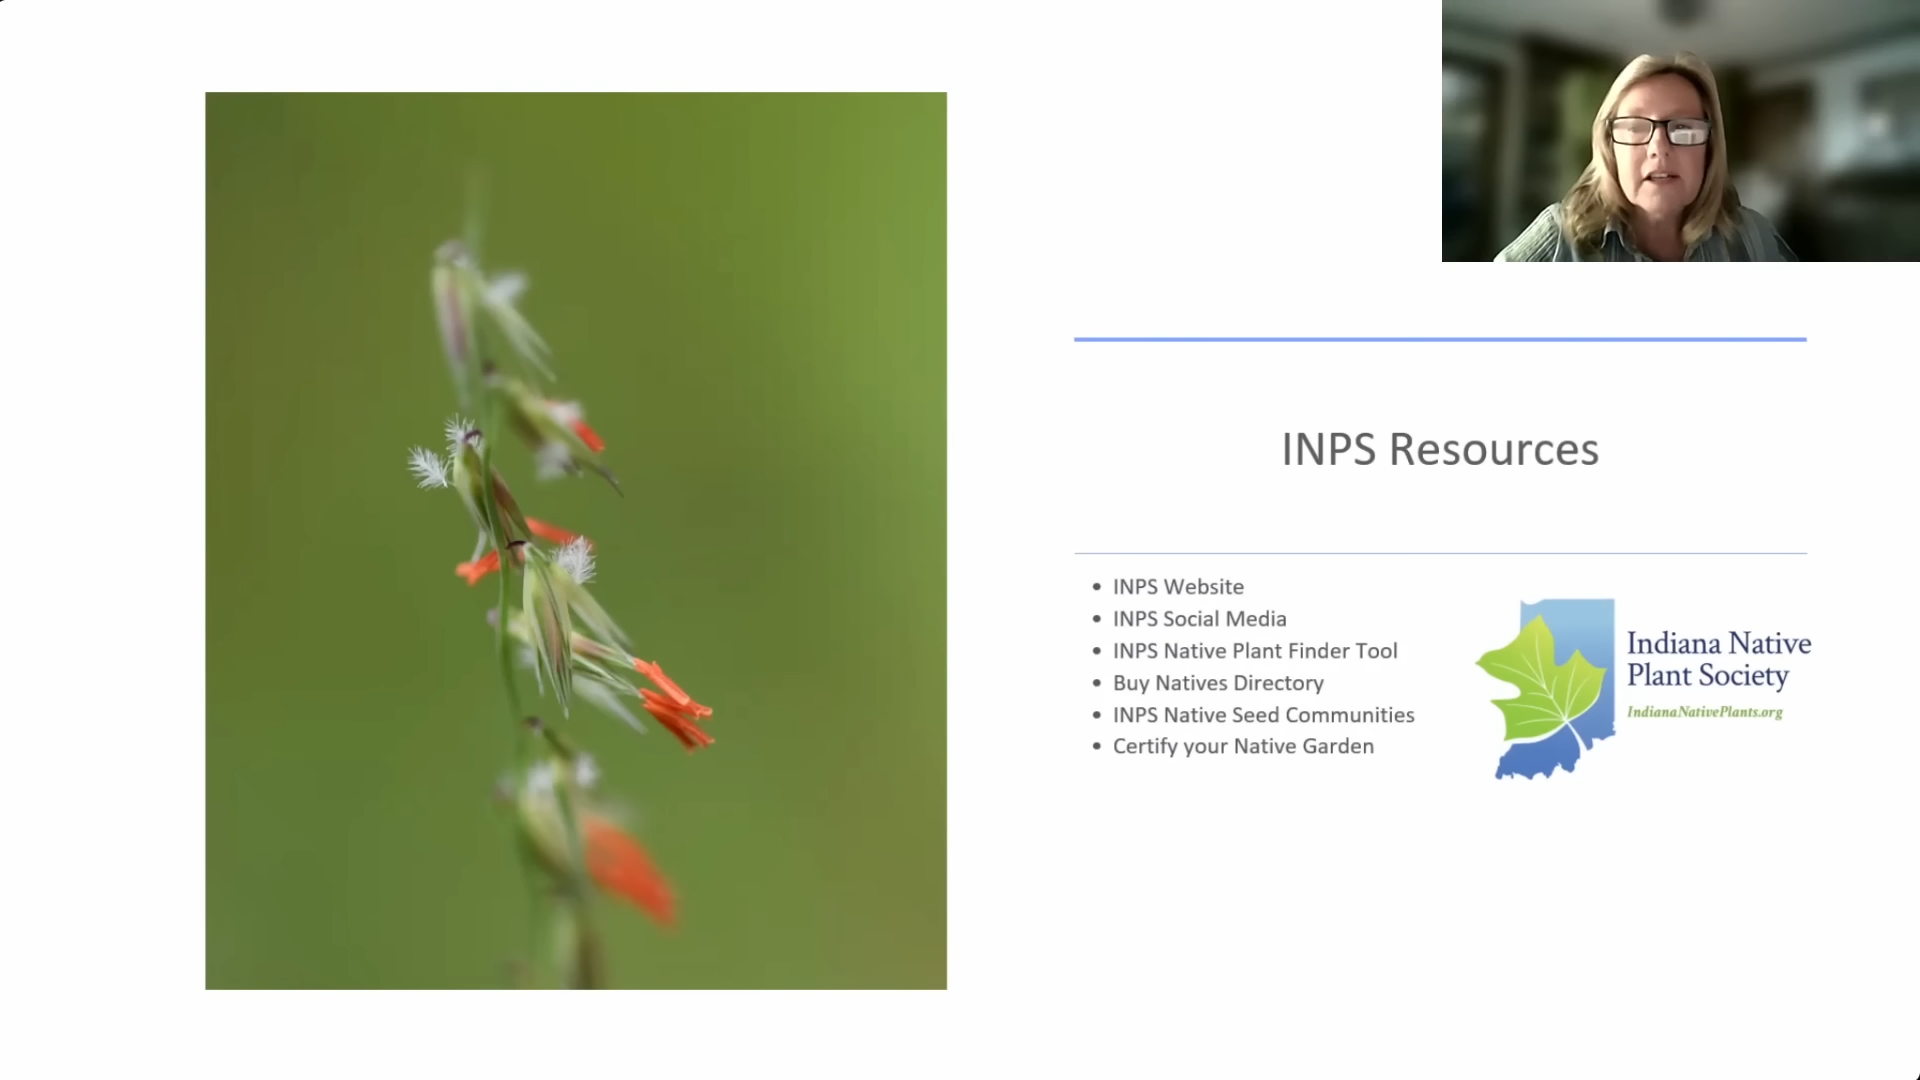 INPS Resources
• INPS Website
• INPS Social Media
• INPS Native Plant Finder Tool
• Buy Natives Directory
• INPS Native Seed Communities
• Certify your Native Garden
Indiana Native
Plant Society
IndianaNativePlants.org